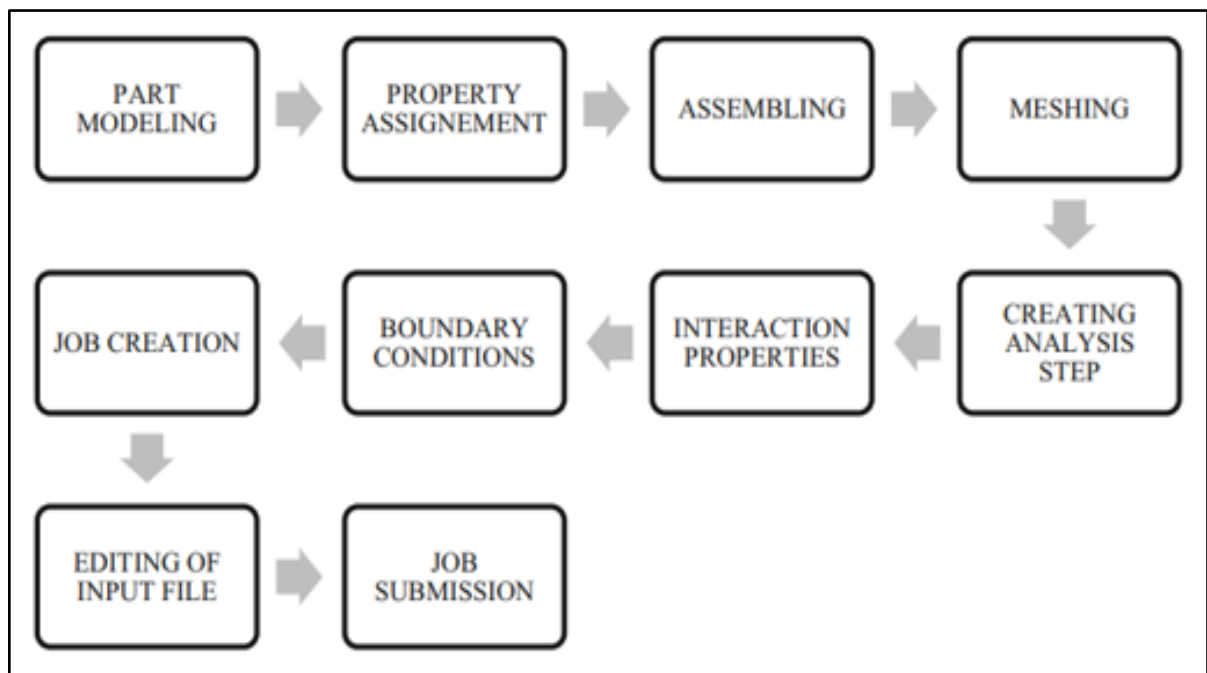 PART
MODELING
PROPERTY
ASSIGNEMENT
ASSEMBLING
MESHING
CREATING
ANALYSIS
STEP
INTERACTION
PROPERTIES
BOUNDARY
CONDITIONS
JOB CREATION
EDITING OF
INPUT FILE
JOB
SUBMISSION